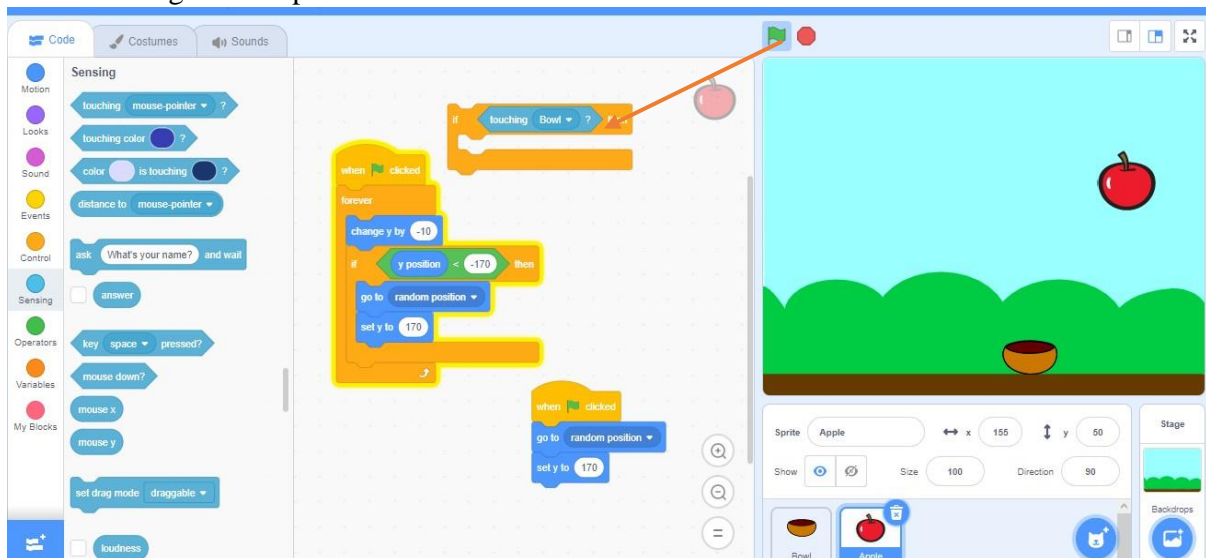 Code
Costumes
Sounds
Motion
Looks
Sound
Events
Control
Sensing
Operators
Variables
My Blocks
Sensing
touching mouse-pointer ?
touching color ?
color is touching ?
distance to mouse-pointer
ask What's your name? and wait
answer
key space pressed?
mouse down?
mouse x
mouse y
set drag mode draggable
loudness
if touching Bowl ?
when clicked
forever
change y by -10
if y position < -170 then
go to random position
set y to 170
when clicked
go to random position
set y to 170
Sprite Apple x 155 y 50
Show Size 100 Direction 90
Bowl
Apple
Stage
Backdrops